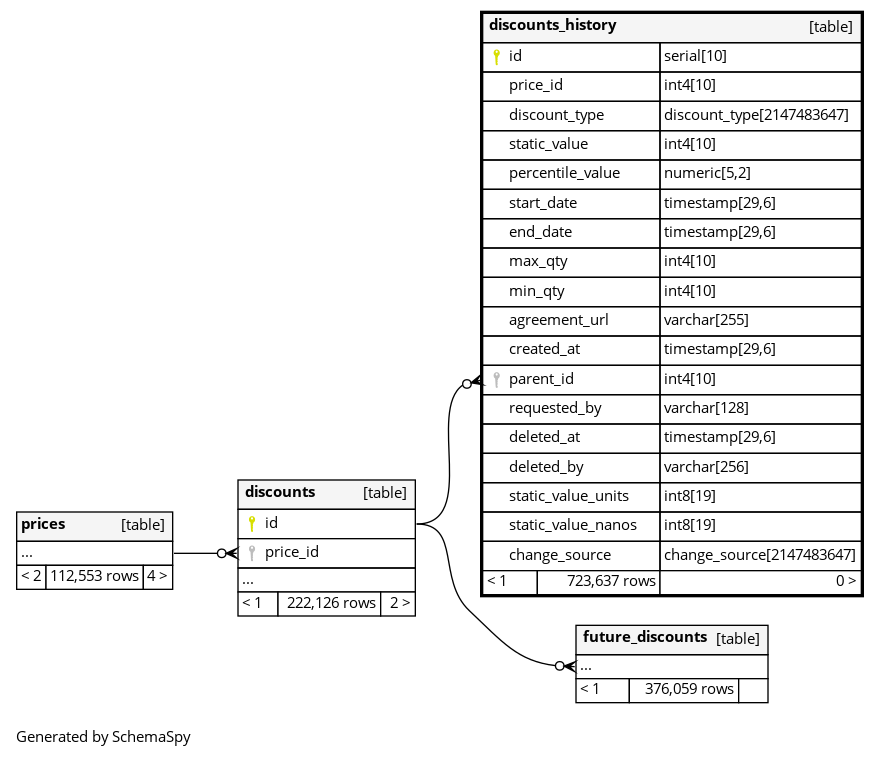 discounts_history [table]
id serial[10]
price_id int4[10]
discount_type discount_type[2147483647]
static_value int4[10]
percentile_value numeric[5,2]
start_date timestamp[29,6]
end_date timestamp[29,6]
max_qty int4[10]
min_qty int4[10]
agreement_url varchar[255]
created_at timestamp[29,6]
parent_id int4[10]
requested_by varchar[128]
deleted_at timestamp[29,6]
deleted_by varchar[256]
static_value_units int8[19]
static_value_nanos int8[19]
change_source change_source[2147483647]
< 1 723,637 rows 0 >
discounts [table]
id
price_id
...
< 1 222,126 rows 2 >
prices [table]
...
< 2 112,553 rows 4 >
future_discounts [table]
...
< 1 376,059 rows
Generated by SchemaSpy